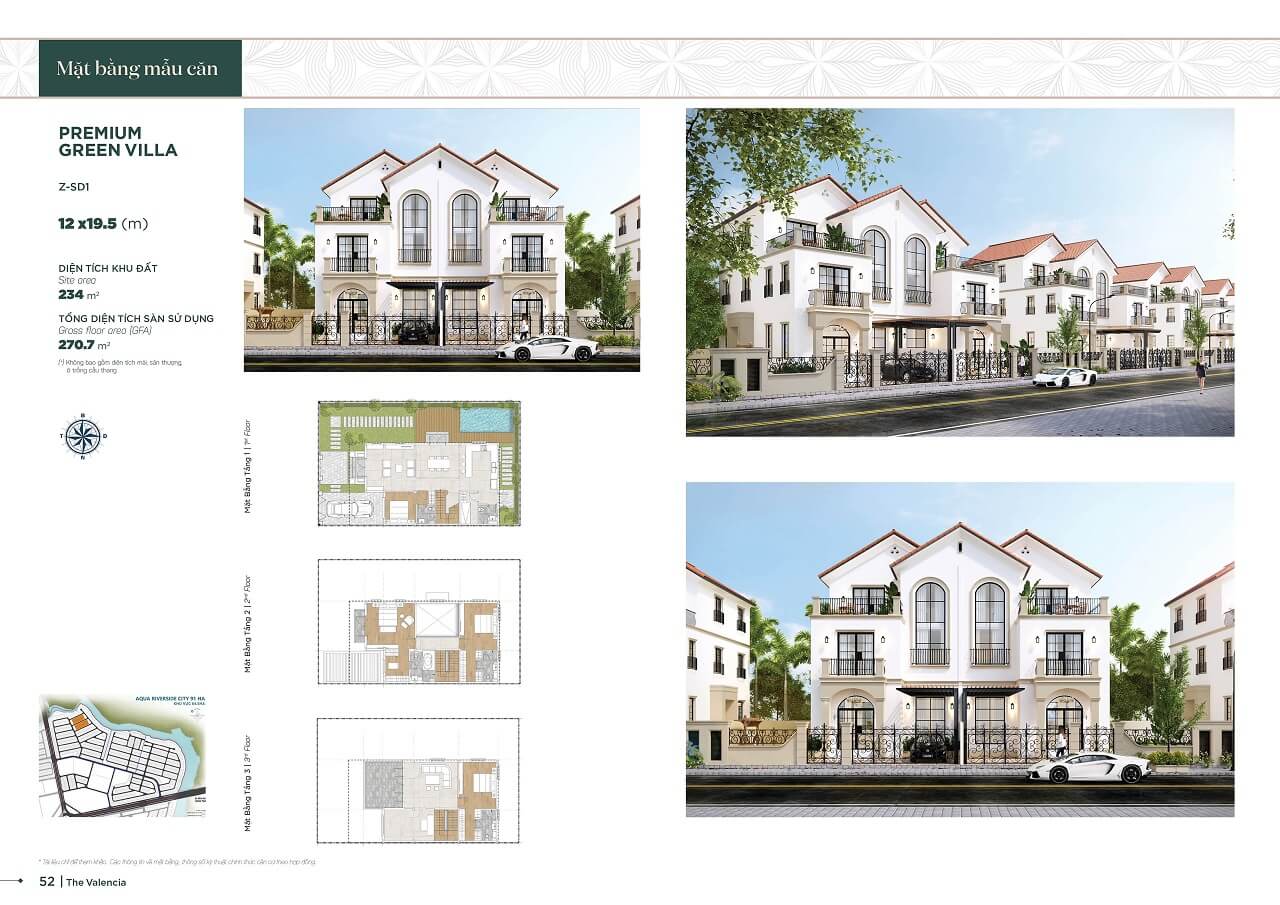 Mặt bằng mẫu căn
PREMIUM
GREEN VILLA
Z-SD1
12 x19.5 (m)
DIỆN TÍCH KHU ĐẤT
Site area
234 m²
TỔNG DIỆN TÍCH SÀN SỬ DỤNG
Gross floor area (GFA)
270.7 m²
(*) Không bao gồm diện tích mái, sân thượng,
ô trống cầu thang.
B
T
Đ
N
Mặt Bằng Tầng 1 | 1st Floor
Mặt Bằng Tầng 2 | 2nd Floor
Mặt Bằng Tầng 3 | 3rd Floor
AQUA RIVERSIDE CITY 91 HA
* Tài liệu chỉ để tham khảo. Các thông tin về mặt bằng, thông số kỹ thuật chính thức căn cứ theo hợp đồng.
52 | The Valencia